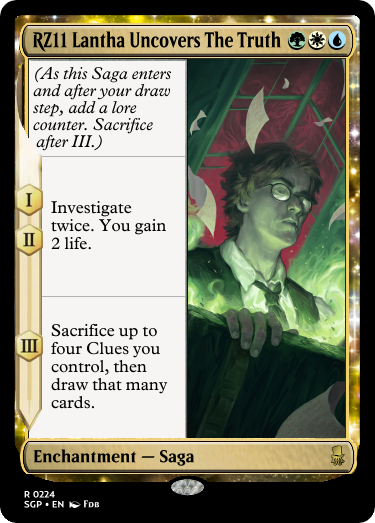 RZ11 Lantha Uncovers The Truth
(As this Saga enters
and after your draw
step, add a lore
counter. Sacrifice
after III.)
I
II
Investigate
twice. You gain
2 life.
III
Sacrifice up to
four Clues you
control, then
draw that many
cards.
Enchantment — Saga
R 0224
SGP • EN FDB